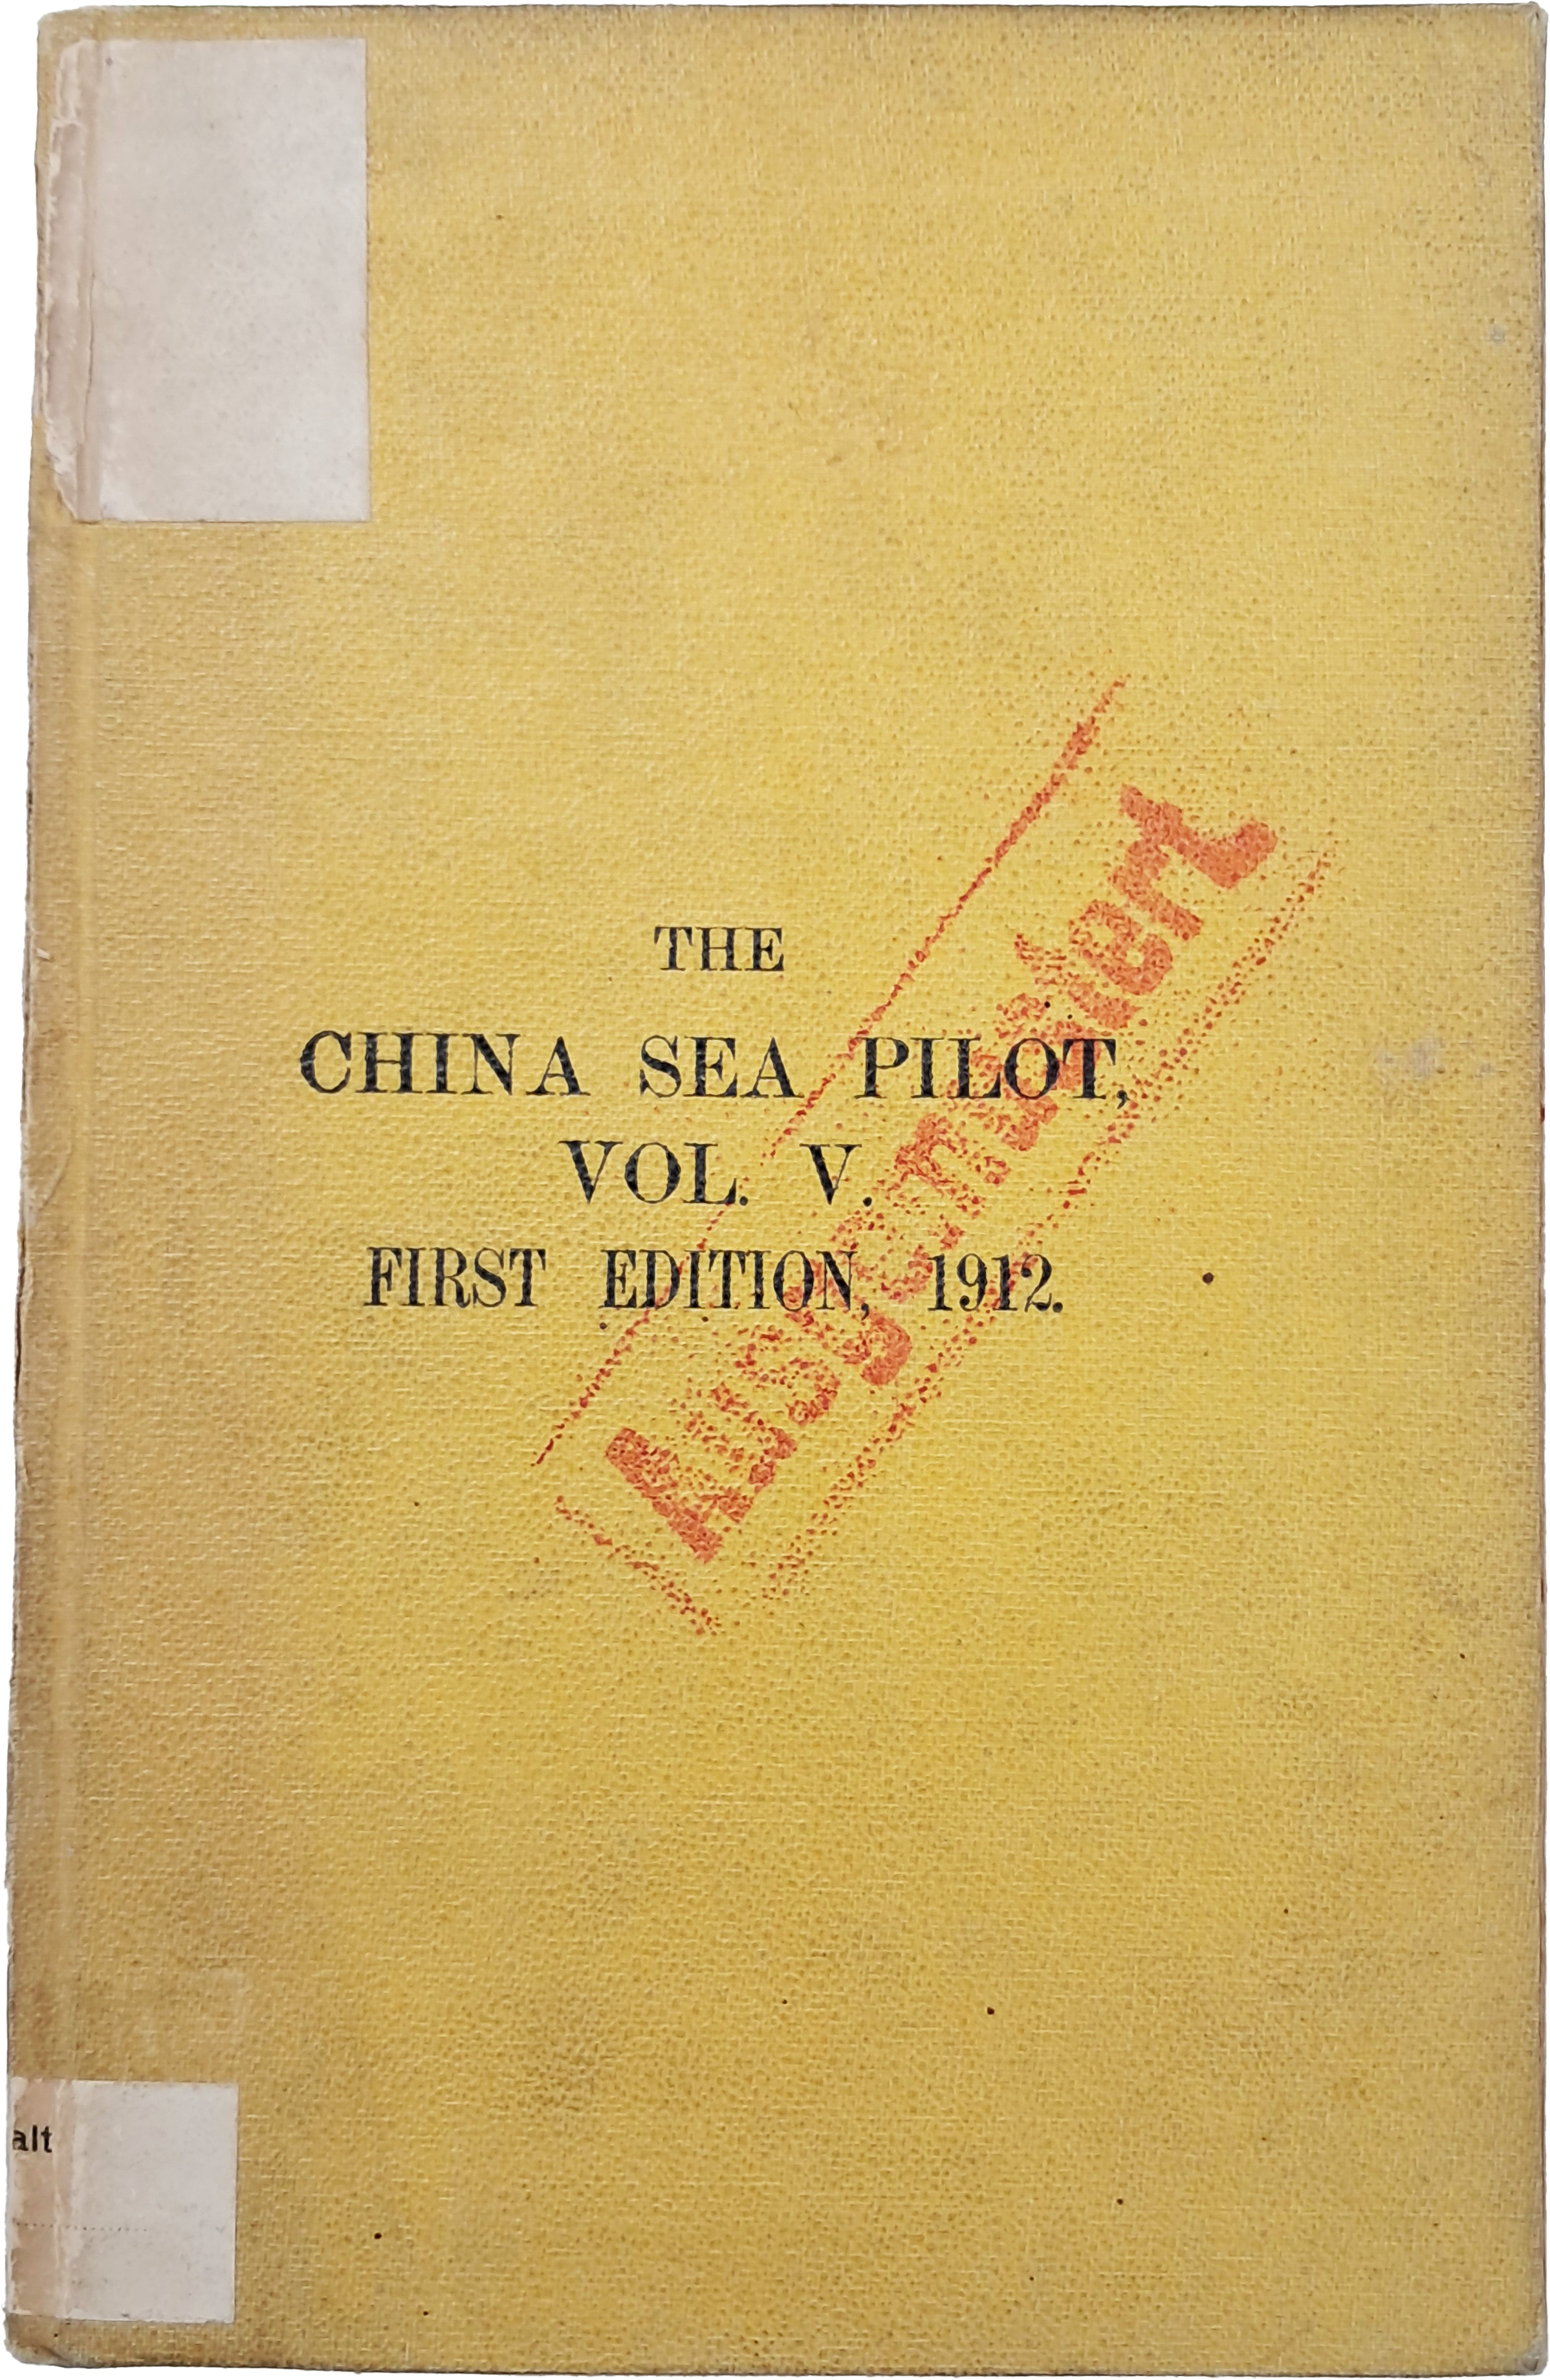 THE
CHINA SEA PILOT,
VOL. V.
FIRST EDITION, 1912.
Ausgemustert
alt